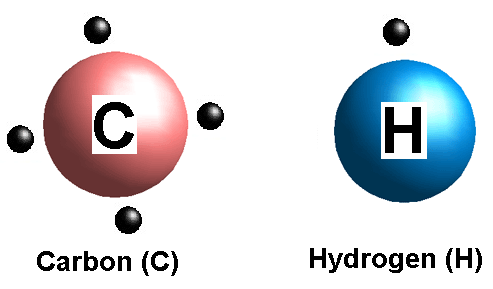 C
H
Carbon (C)
Hydrogen (H)